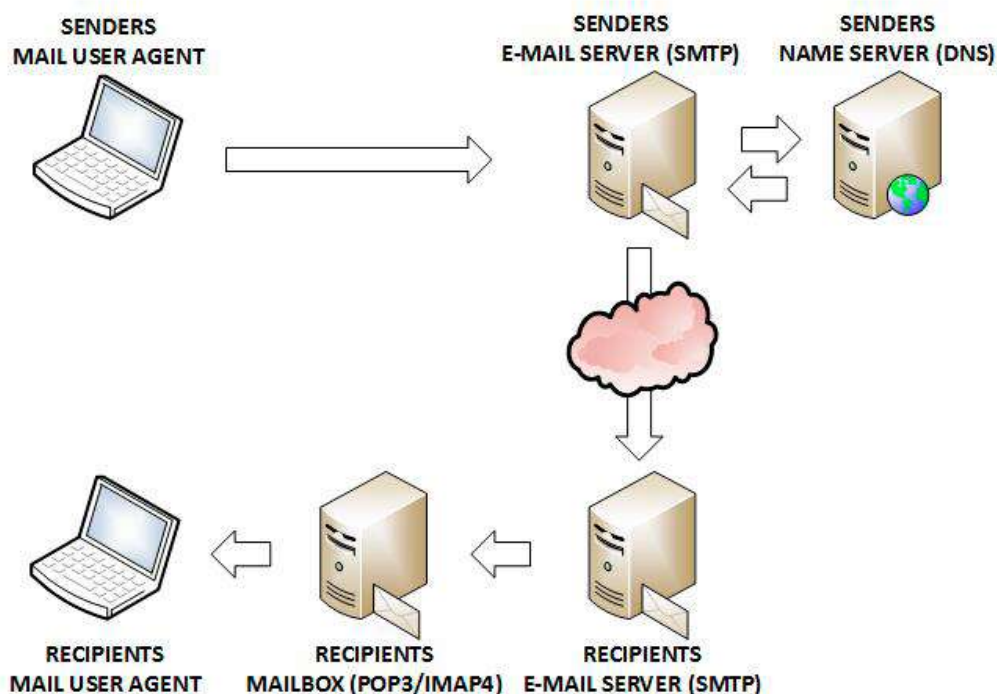 SENDERS
MAIL USER AGENT
SENDERS
E-MAIL SERVER (SMTP)
SENDERS
NAME SERVER (DNS)
RECIPIENTS
MAIL USER AGENT
RECIPIENTS
MAILBOX (POP3/IMAP4)
RECIPIENTS
E-MAIL SERVER (SMTP)